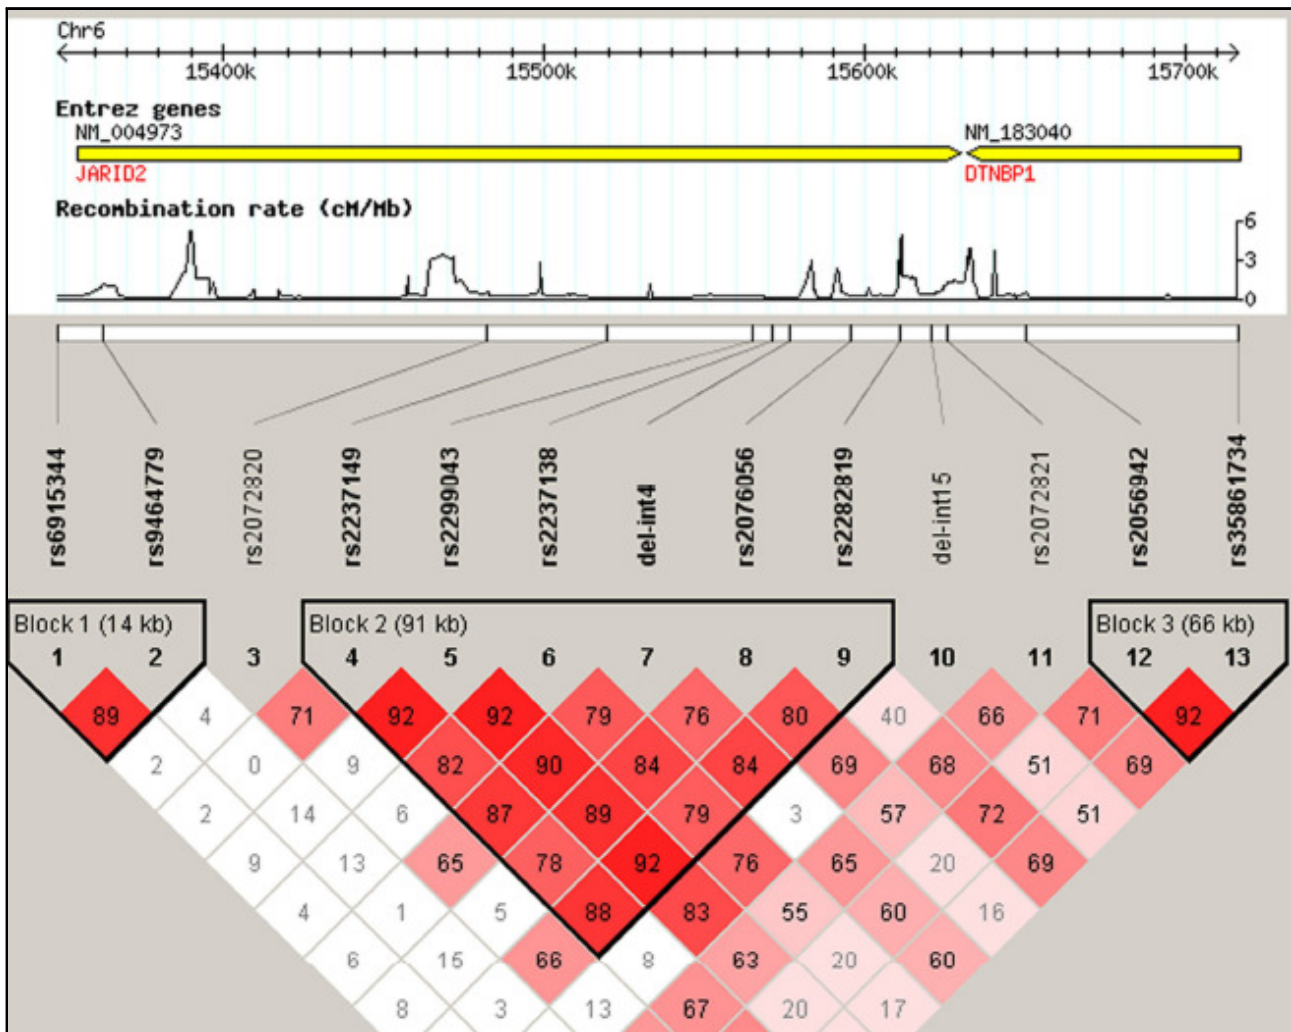 Chr6
15400k 15500k 15600k 15700k
Entrez genes
NM_004973 NM_183040
JARID2 DTNBP1
Recombination rate (cM/Mb)
6
3
0
rs6915344
rs9464779
rs2072820
rs2237149
rs2299043
rs2237138
del-int4
rs2076056
rs2282819
del-int15
rs2072821
rs2056942
rs35861734
Block 1 (14 kb) Block 2 (91 kb) Block 3 (66 kb)
1 2 3 4 5 6 7 8 9 10 11 12 13
89 4 71 92 92 79 76 80 40 66 71 92
2 0 9 82 90 84 84 69 68 51 69
2 14 6 87 89 79 3 57 72 51
9 13 65 78 92 76 65 20 69
4 1 5 88 83 55 60 16
6 15 66 8 63 20 60
8 3 13 67 20 17